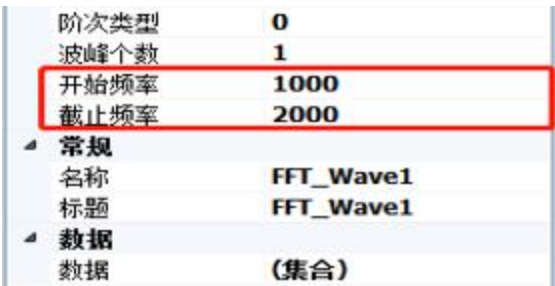 阶次类型 0
波峰个数 1
开始频率 1000
截止频率 2000
常规
名称 FFT_Wave1
标题 FFT_Wave1
数据
数据 (集合)